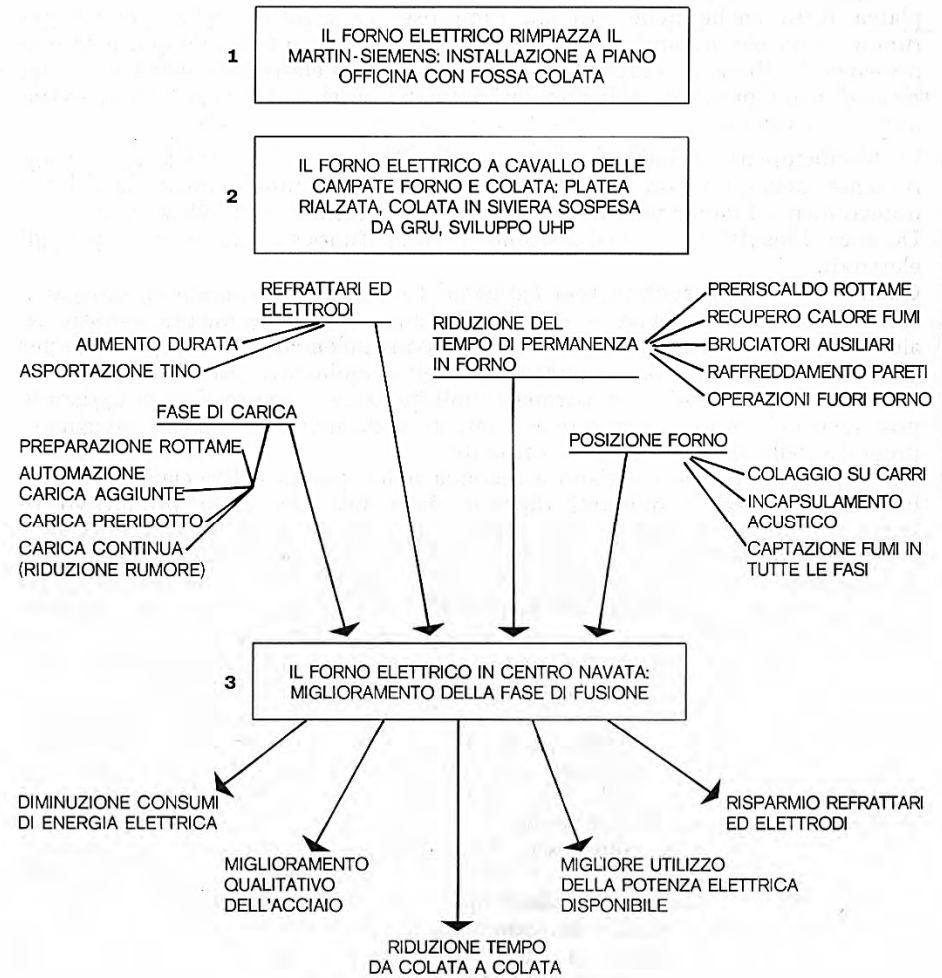 1
IL FORNO ELETTRICO RIMPIAZZA IL
MARTIN-SIEMENS: INSTALLAZIONE A PIANO
OFFICINA CON FOSSA COLATA
2
IL FORNO ELETTRICO A CAVALLO DELLE
CAMPATE FORNO E COLATA: PLATEA
RIALZATA, COLATA IN SIVIERA SOSPESA
DA GRU, SVILUPPO UHP
REFRATTARI ED
ELETTRODI
AUMENTO DURATA
ASPORTAZIONE TINO
RIDUZIONE DEL
TEMPO DI PERMANENZA
IN FORNO
PRERISCALDO ROTTAME
RECUPERO CALORE FUMI
BRUCIATORI AUSILIARI
RAFFREDDAMENTO PARETI
OPERAZIONI FUORI FORNO
FASE DI CARICA
PREPARAZIONE ROTTAME
AUTOMAZIONE
CARICA AGGIUNTE
CARICA PRERIDOTTO
CARICA CONTINUA
(RIDUZIONE RUMORE)
POSIZIONE FORNO
COLAGGIO SU CARRI
INCAPSULAMENTO
ACUSTICO
CAPTAZIONE FUMI IN
TUTTE LE FASI
3
IL FORNO ELETTRICO IN CENTRO NAVATA:
MIGLIORAMENTO DELLA FASE DI FUSIONE
DIMINUZIONE CONSUMI
DI ENERGIA ELETTRICA
MIGLIORAMENTO
QUALITATIVO
DELL'ACCIAIO
RIDUZIONE TEMPO
DA COLATA A COLATA
MIGLIORE UTILIZZO
DELLA POTENZA ELETTRICA
DISPONIBILE
RISPARMIO REFRATTARI
ED ELETTRODI